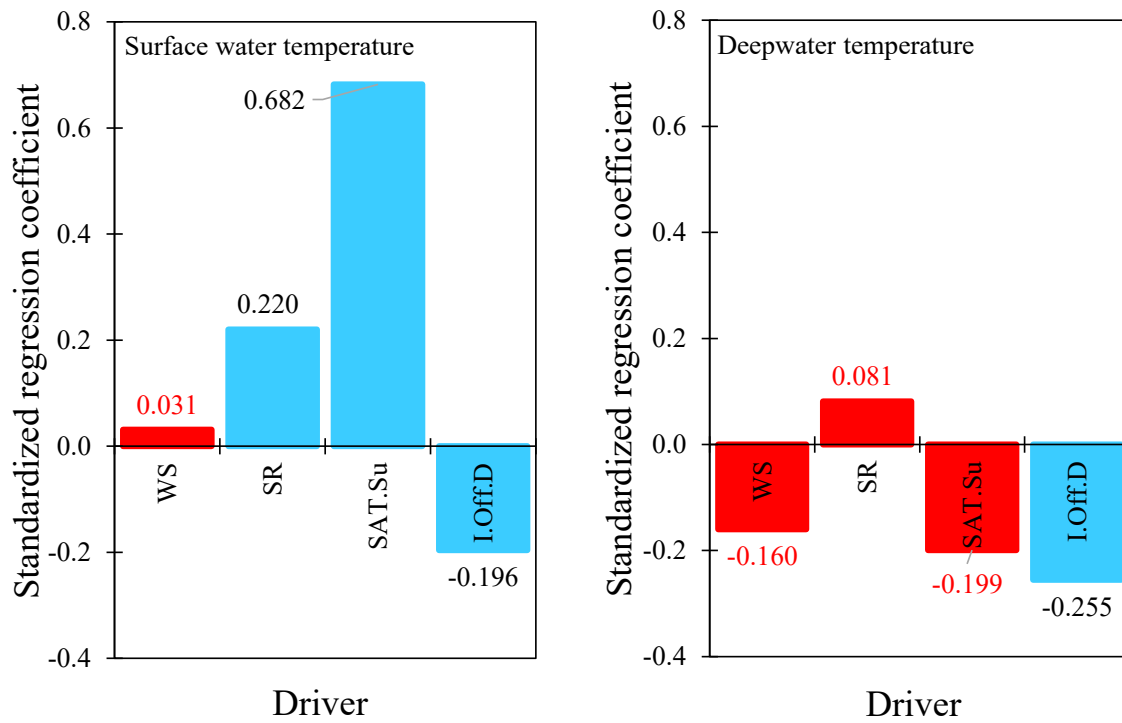 Surface water temperature
Standardized regression coefficient
0.8
0.6
0.4
0.2
0.0
-0.2
-0.4
0.682
0.220
0.031
-0.196
WS
SR
SAT.Su
I.Off.D
Driver
Deepwater temperature
Standardized regression coefficient
0.8
0.6
0.4
0.2
0.0
-0.2
-0.4
0.081
-0.160
-0.199
-0.255
WS
SR
SAT.Su
I.Off.D
Driver